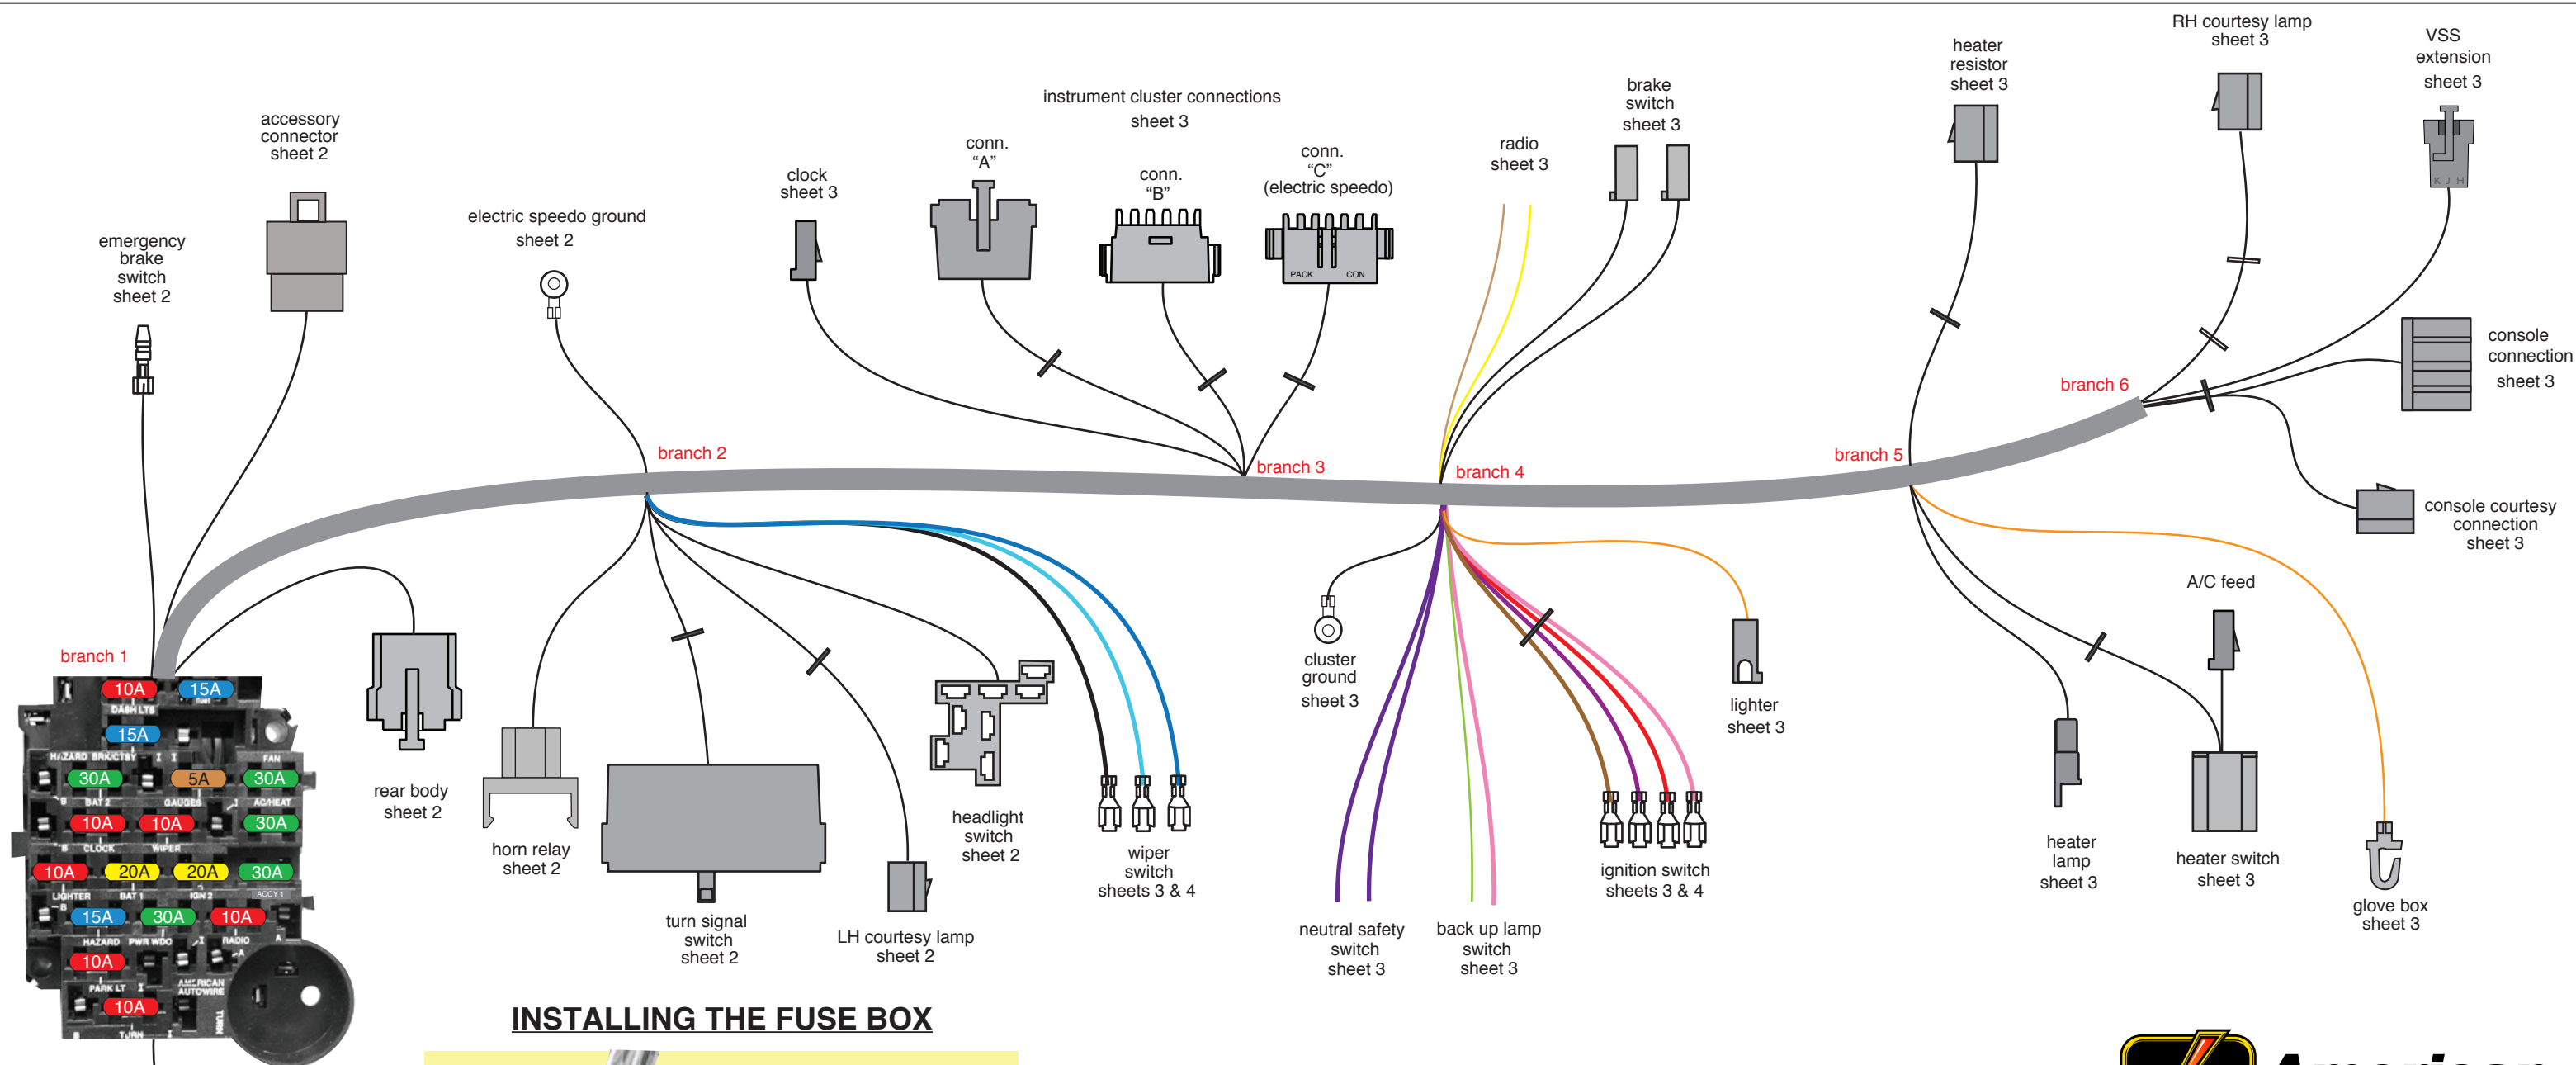 RH courtesy lamp
sheet 3
VSS
extension
sheet 3
heater
resistor
sheet 3
brake
switch
sheet 3
instrument cluster connections
sheet 3
accessory
connector
sheet 2
radio
sheet 3
conn.
“A”
conn.
“B”
conn.
“C”
(electric speedo)
clock
sheet 3
K J H
electric speedo ground
sheet 2
emergency
brake
switch
sheet 2
PACK
CON
console
connection
sheet 3
branch 6
branch 2
branch 3
branch 4
branch 5
console courtesy
connection
sheet 3
A/C feed
branch 1
cluster
ground
sheet 3
lighter
sheet 3
rear body
sheet 2
horn relay
sheet 2
headlight
switch
sheet 2
wiper
switch
sheets 3 & 4
ignition switch
sheets 3 & 4
heater
lamp
sheet 3
heater switch
sheet 3
glove box
sheet 3
turn signal
switch
sheet 2
LH courtesy lamp
sheet 2
neutral safety
switch
sheet 3
back up lamp
switch
sheet 3
10A 15A
DASH LTS
15A
HAZARD BRK/CTSY I I FAN
30A 5A 30A
B BAT 2 GAUGES I AC/HEAT
10A 10A 30A
B CLOCK WIPER
10A 20A 20A 30A
LIGHTER BAT 1 IGN 2 ACCY 1
B
15A 30A 10A
HAZARD PWR WDO I RADIO A
10A A
PARK LT I AMERICAN
AUTOWIRE
10A
TURN
B TURN I
INSTALLING THE FUSE BOX
American